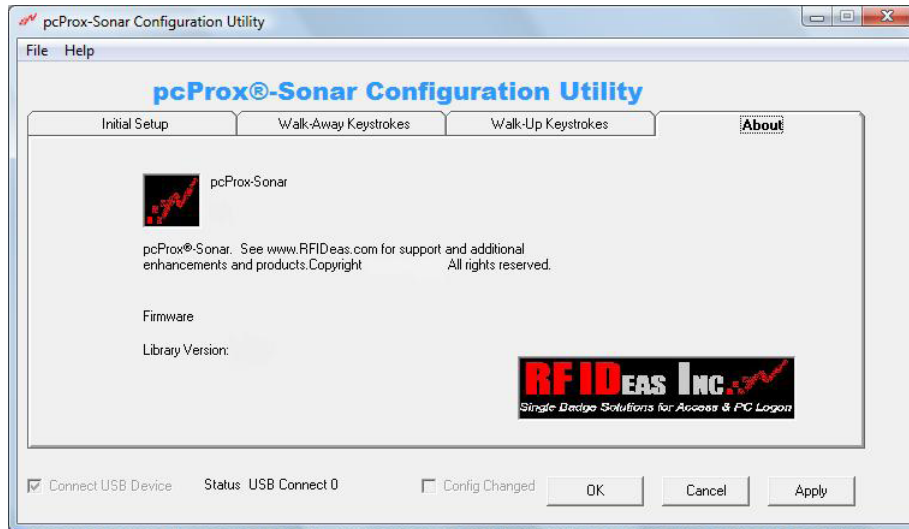 pcProx-Sonar Configuration Utility
File Help
pcProx®-Sonar Configuration Utility
Initial Setup Walk-Away Keystrokes Walk-Up Keystrokes About
pcProx-Sonar
pcProx®-Sonar. See www.RFIDeas.com for support and additional
enhancements and products.Copyright All rights reserved.
Firmware
Library Version:
RF IDEAS INC.
Single Badge Solutions for Access & PC Logon
Connect USB Device Status USB Connect 0 Config Changed OK Cancel Apply